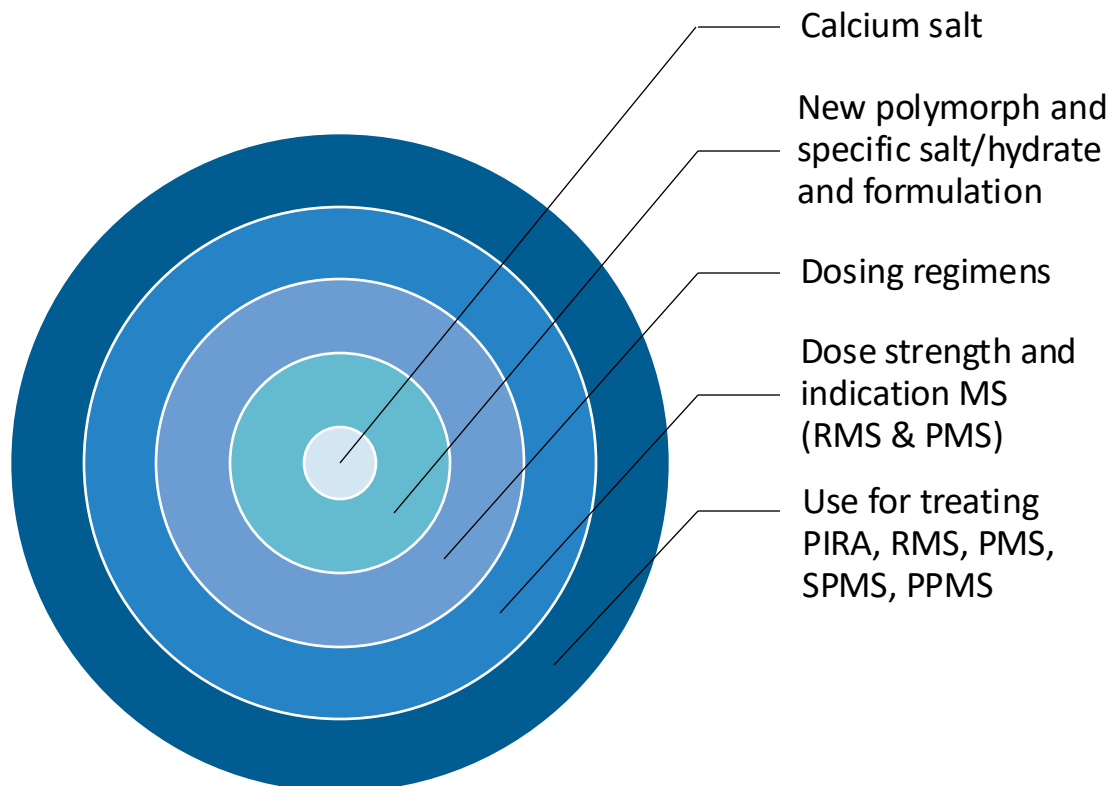 Calcium salt
New polymorph and
specific salt/hydrate
and formulation
Dosing regimens
Dose strength and
indication MS
(RMS & PMS)
Use for treating
PIRA, RMS, PMS,
SPMS, PPMS